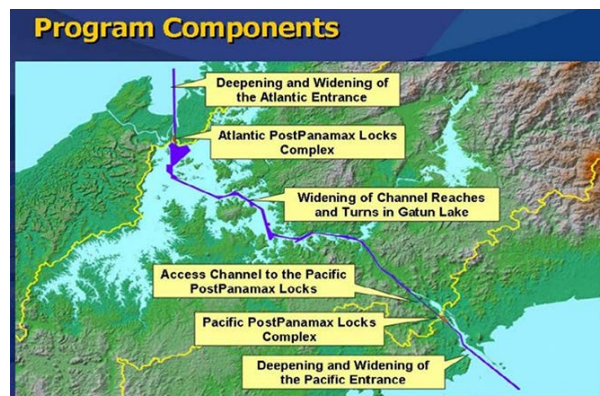 Program Components
Deepening and Widening of
the Atlantic Entrance
Atlantic PostPanamax Locks
Complex
Widening of Channel Reaches
and Turns in Gatun Lake
Access Channel to the Pacific
PostPanamax Locks
Pacific PostPanamax Locks
Complex
Deepening and Widening of
the Pacific Entrance